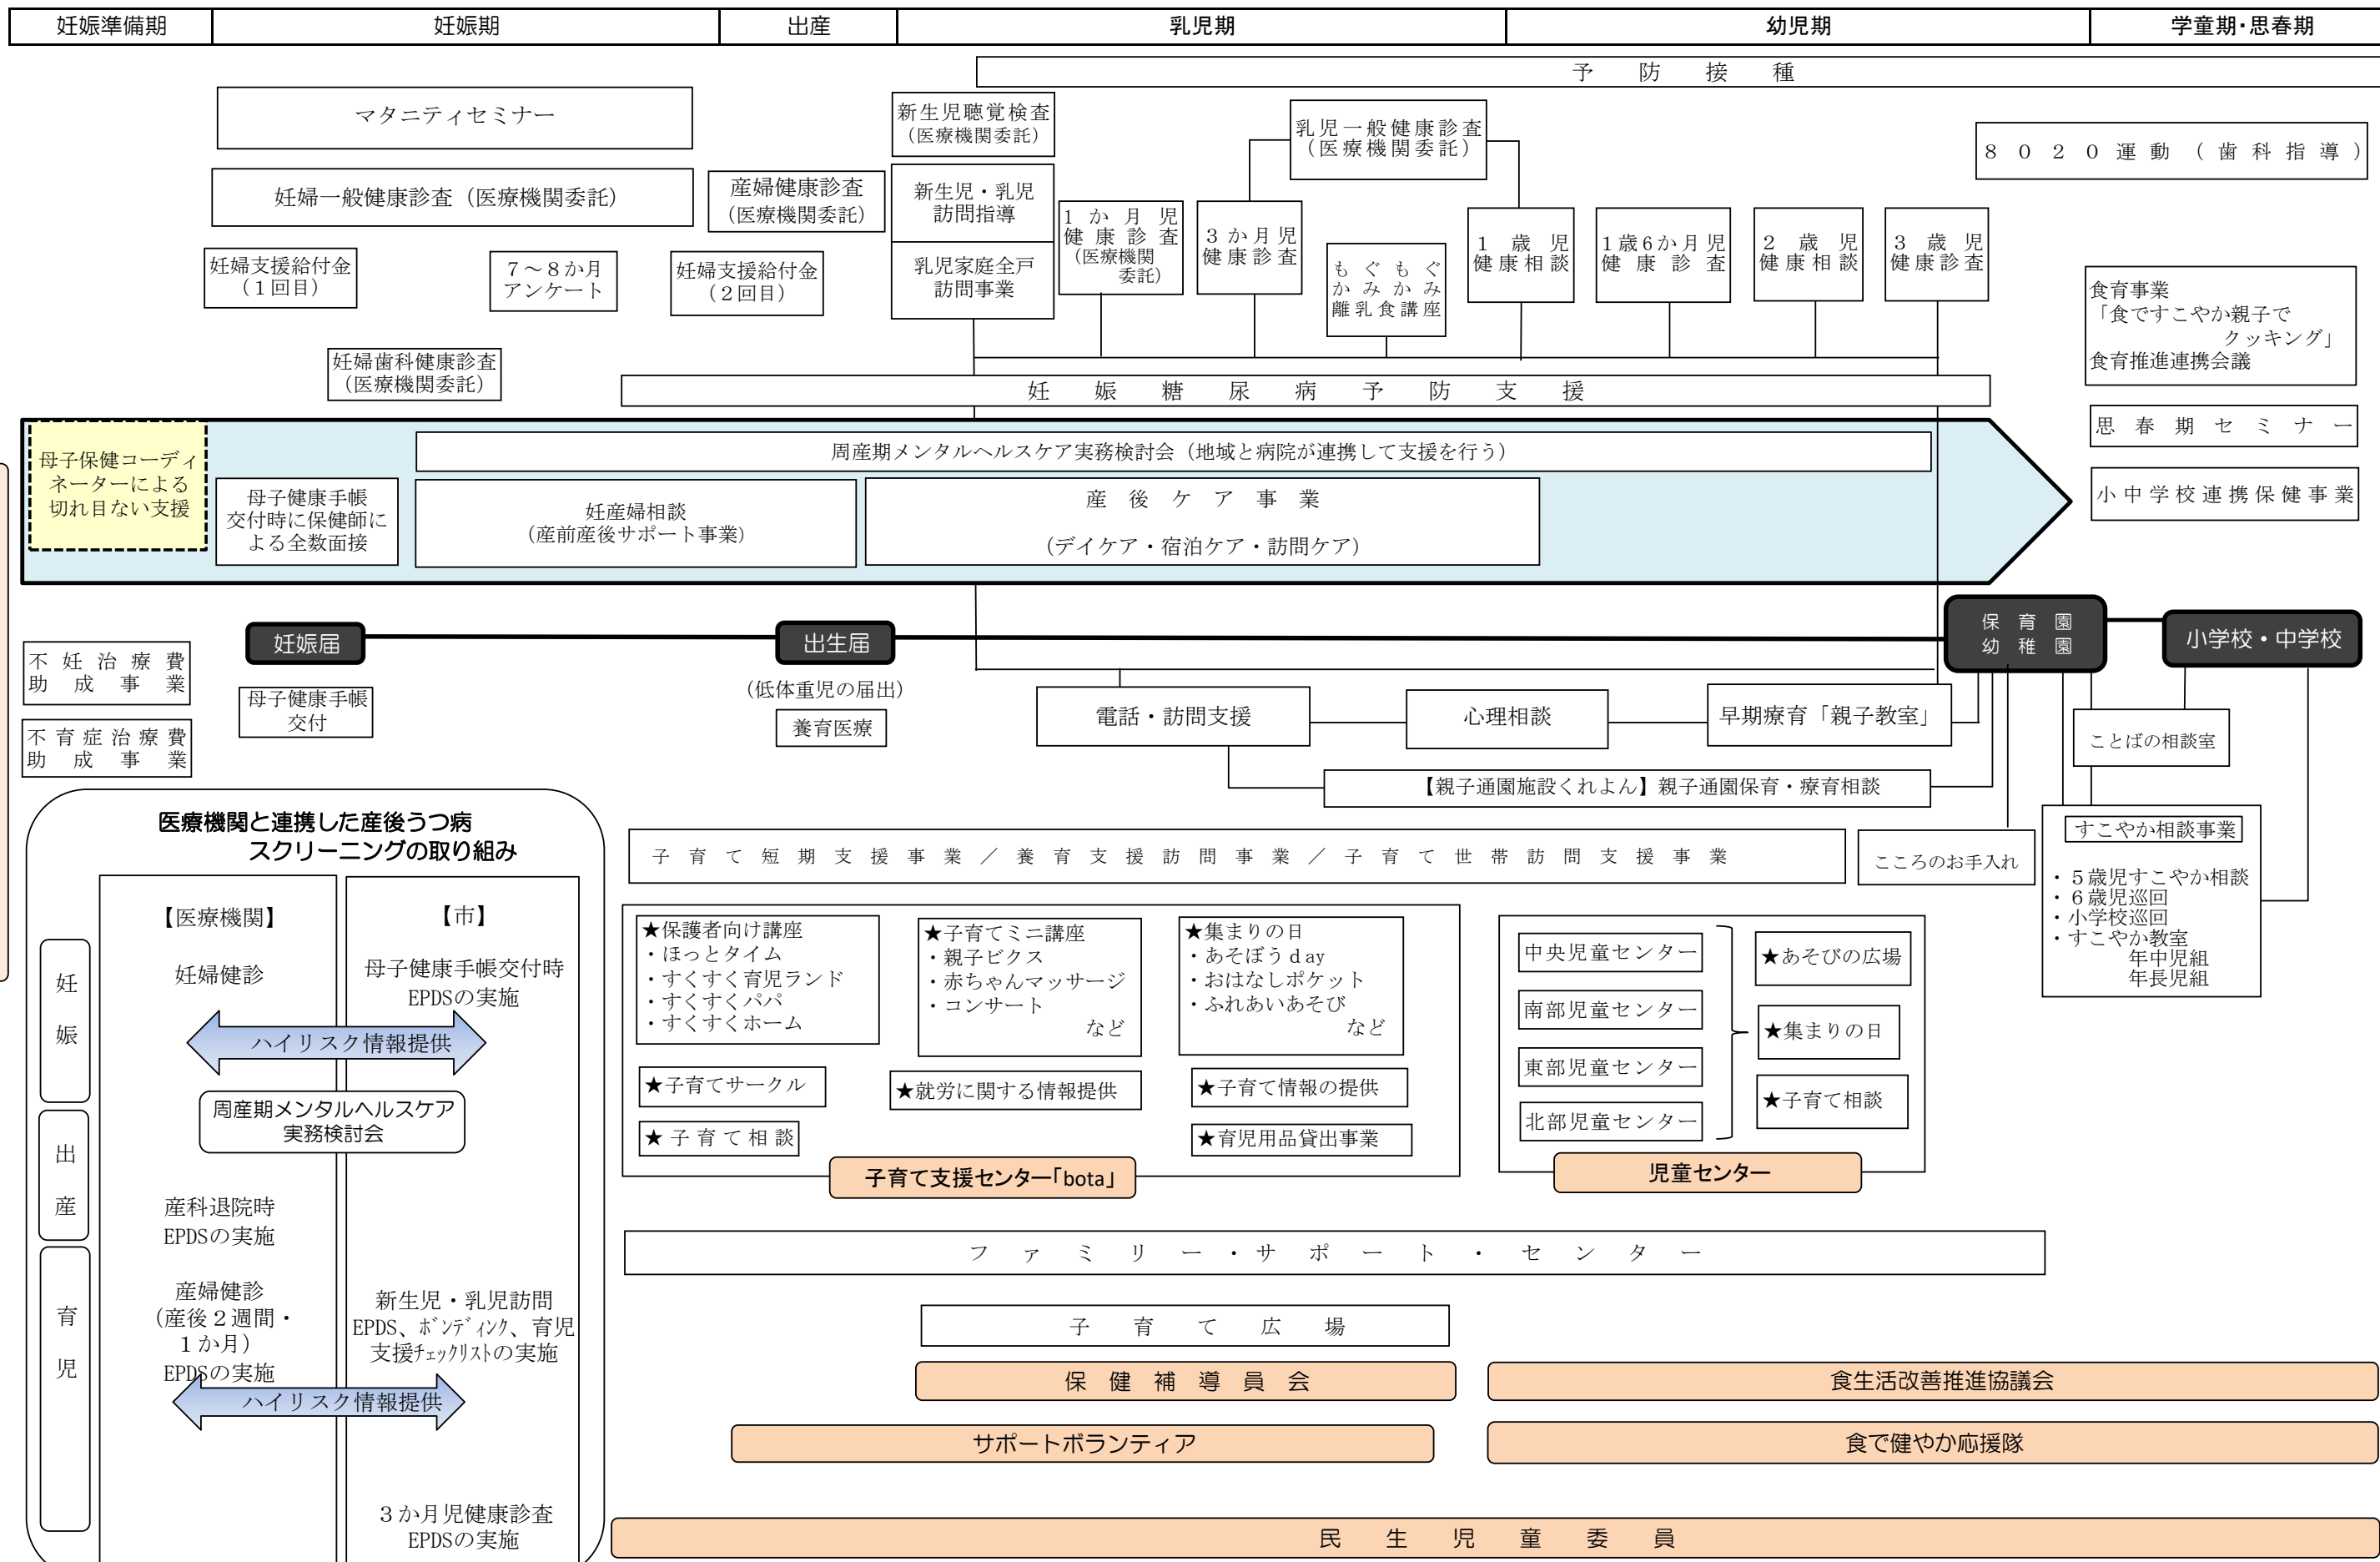 妊娠準備期
妊娠期
出産
乳児期
幼児期
学童期・思春期
予防接種
マタニティセミナー
新生児聴覚検査
（医療機関委託）
乳児一般健康診査
（医療機関委託）
８０２０運動（歯科指導）
妊婦一般健康診査（医療機関委託）
産婦健康診査
（医療機関委託）
新生児・乳児
訪問指導
乳児家庭全戸
訪問事業
1か月児
健康診査
（医療機関
委託）
３か月児
健康診査
もぐもぐ
かみかみ
離乳食講座
１歳児
健康相談
１歳６か月児
健康診査
２歳児
健康相談
３歳児
健康診査
妊婦支援給付金
（１回目）
７～８か月
アンケート
妊婦支援給付金
（２回目）
食育事業
「食ですこやか親子で
クッキング」
食育推進連携会議
妊婦歯科健康診査
（医療機関委託）
妊娠糖尿病予防支援
思春期セミナー
小中学校連携保健事業
母子保健コーディ
ネーターによる
切れ目ない支援
周産期メンタルヘルスケア実務検討会（地域と病院が連携して支援を行う）
母子健康手帳
交付時に保健師に
よる全数面接
妊産婦相談
（産前産後サポート事業）
産後ケア事業
（デイケア・宿泊ケア・訪問ケア）
妊娠届
出生届
保育園
幼稚園
小学校・中学校
不妊治療費
助成事業
不育症治療費
助成事業
母子健康手帳
交付
（低体重児の届出）
養育医療
電話・訪問支援
心理相談
早期療育「親子教室」
ことばの相談室
【親子通園施設くれよん】親子通園保育・療育相談
子育て短期支援事業／養育支援訪問事業／子育て世帯訪問支援事業
こころのお手入れ
すこやか相談事業
・５歳児すこやか相談
・６歳児巡回
・小学校巡回
・すこやか教室
年中児組
年長児組
医療機関と連携した産後うつ病
スクリーニングの取り組み
【医療機関】
【市】
妊娠
出産
育児
妊婦健診
母子健康手帳交付時
EPDSの実施
ハイリスク情報提供
周産期メンタルヘルスケア
実務検討会
産科退院時
EPDSの実施
産婦健診
（産後２週間・
１か月）
EPDSの実施
新生児・乳児訪問
EPDS、ﾎﾞﾝﾃﾞｨﾝｸ、育児
支援ﾁｪｯｸﾘｽﾄの実施
ハイリスク情報提供
３か月児健康診査
EPDSの実施
★保護者向け講座
・ほっとタイム
・すくすく育児ランド
・すくすくパパ
・すくすくホーム
★子育てミニ講座
・親子ビクス
・赤ちゃんマッサージ
・コンサート
など
★集まりの日
・あそぼうｄay
・おはなしポケット
・ふれあいあそび
など
★子育てサークル
★就労に関する情報提供
★子育て情報の提供
★子育て相談
★育児用品貸出事業
子育て支援センター「bota」
中央児童センター
南部児童センター
東部児童センター
北部児童センター
★あそびの広場
★集まりの日
★子育て相談
児童センター
ファミリー・サポート・センター
子育て広場
保健補導員会
食生活改善推進協議会
サポートボランティア
食で健やか応援隊
民生児童委員